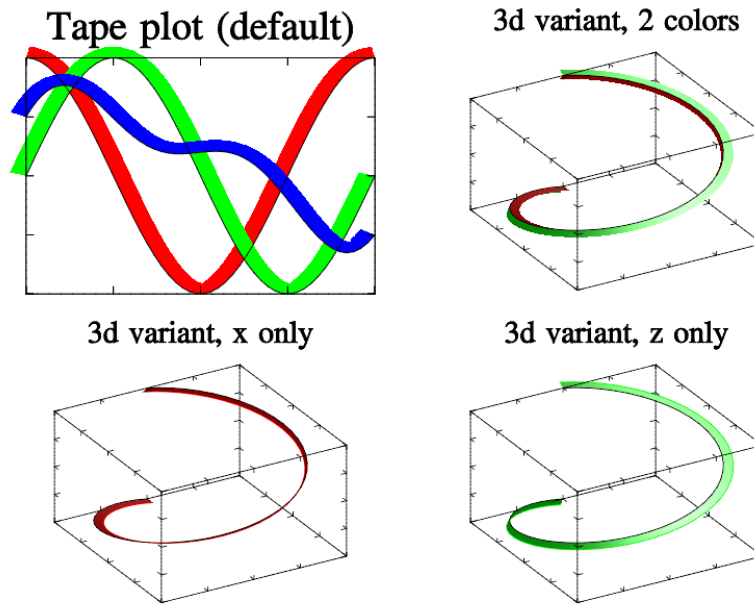 Tape plot (default)
3d variant, 2 colors
3d variant, x only
3d variant, z only